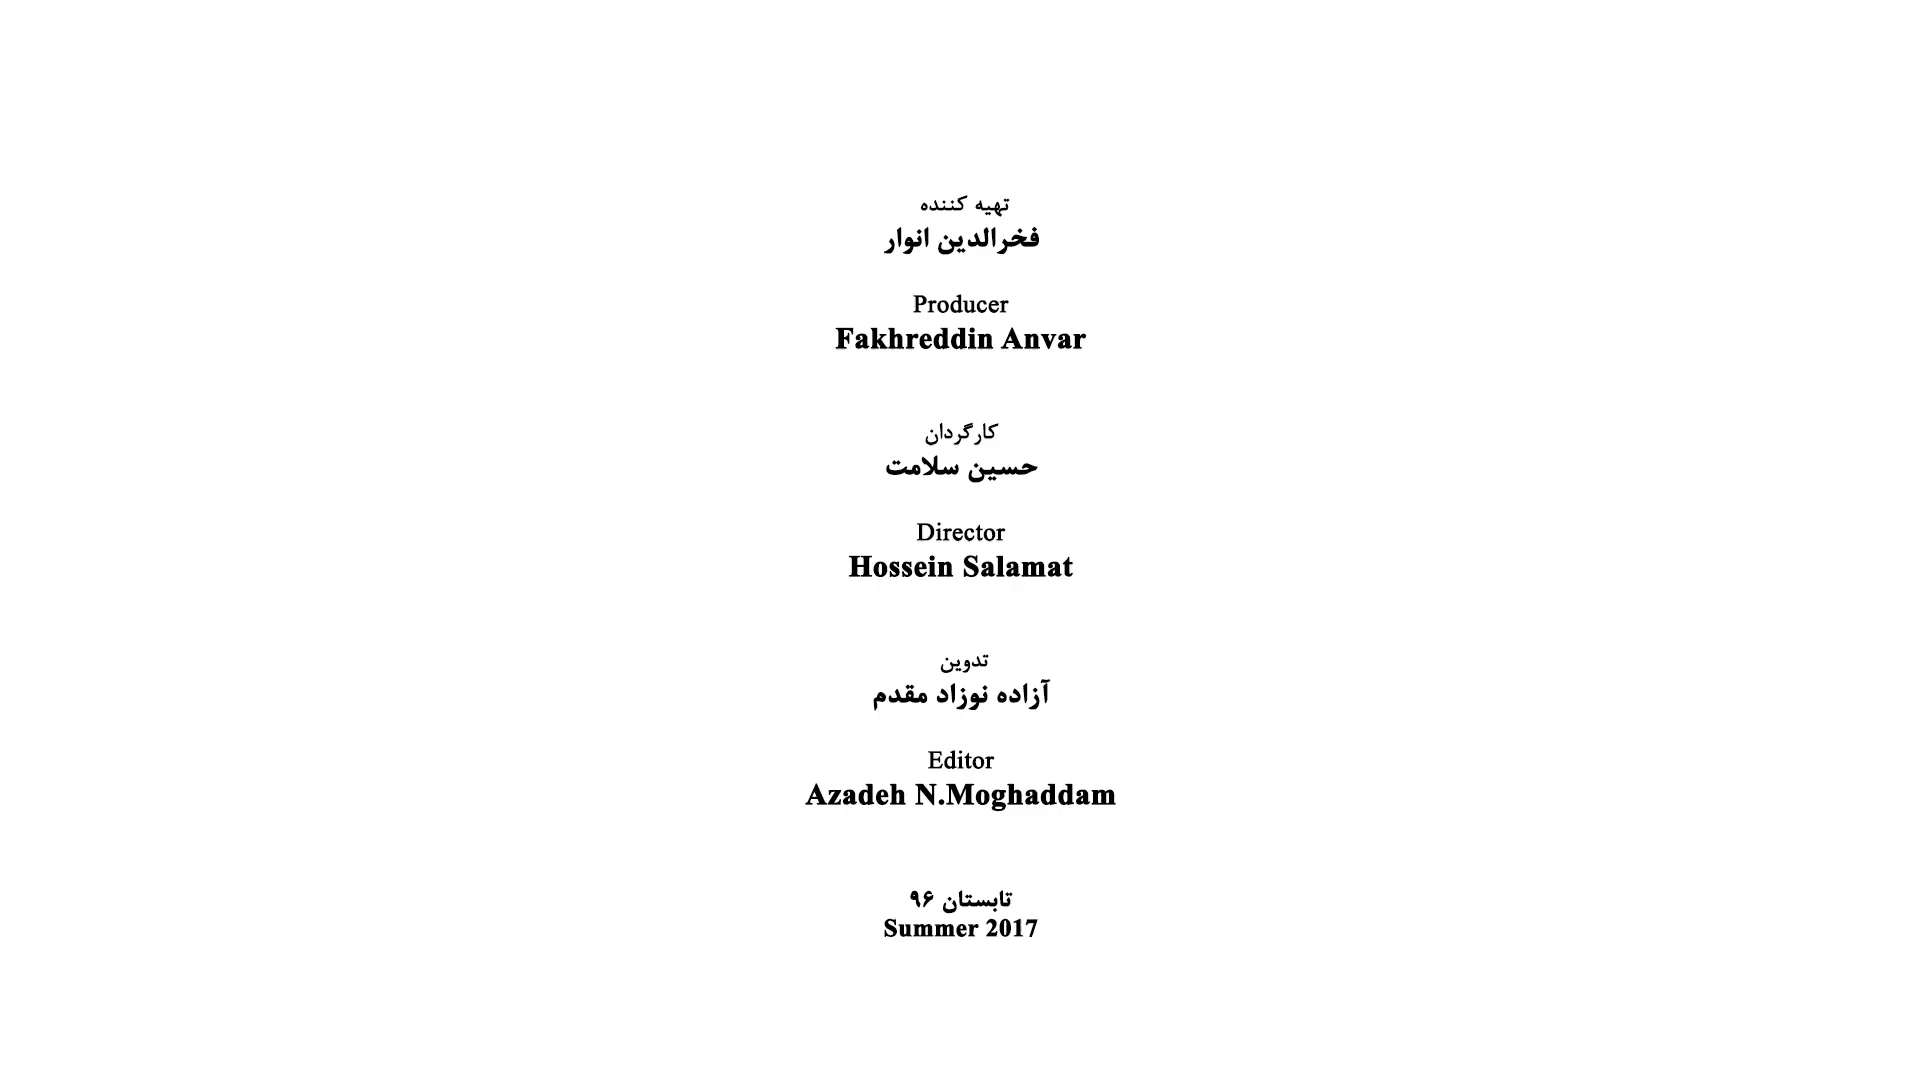 تهیه کننده
فخرالدین انوار
Producer
Fakhreddin Anvar
کارگردان
حسین سلامت
Director
Hossein Salamat
تدوین
آزاده نوزاد مقدم
Editor
Azadeh N.Moghaddam
تابستان ۹۶
Summer 2017